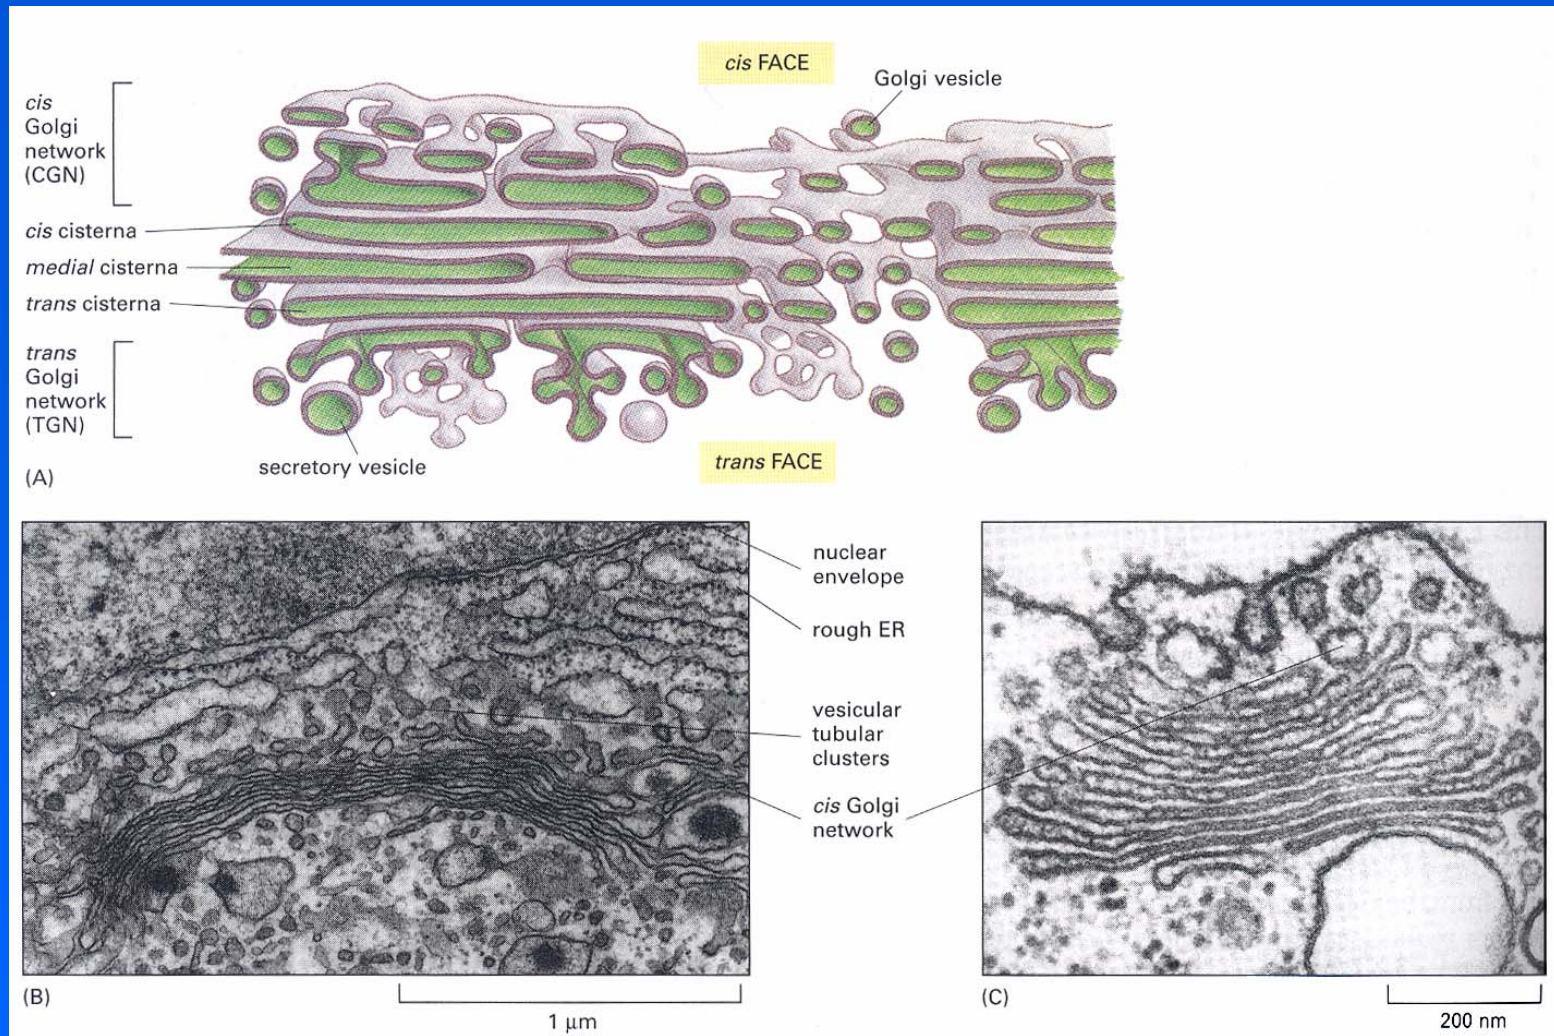 cis FACE
Golgi vesicle
cis
Golgi
network
(CGN)
cis cisterna
medial cisterna
trans cisterna
trans
Golgi
network
(TGN)
secretory vesicle
trans FACE
(A)
nuclear
envelope
rough ER
vesicular
tubular
clusters
cis Golgi
network
(B)
1 μm
(C)
200 nm